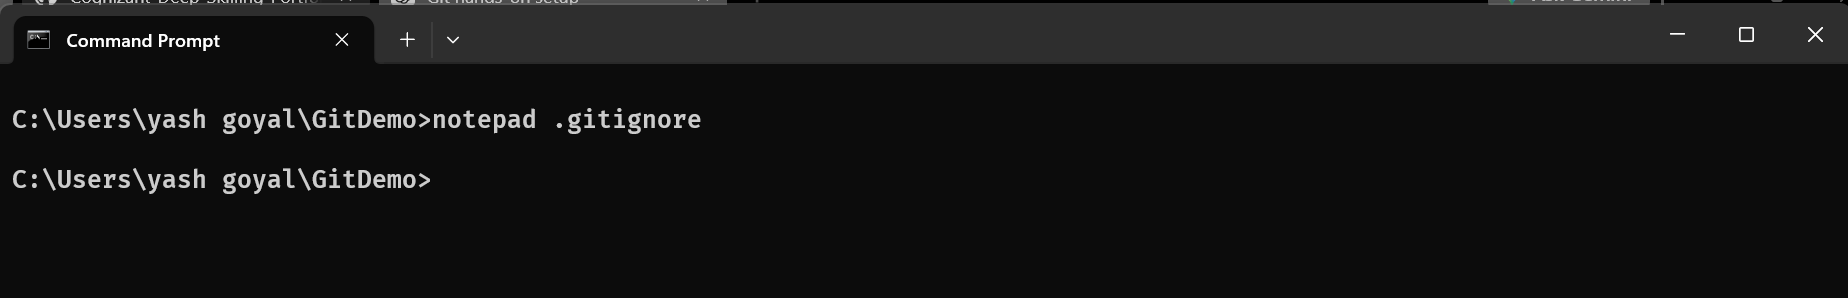 Command Prompt
C:\Users\yash goyal\GitDemo>notepad .gitignore
C:\Users\yash goyal\GitDemo>